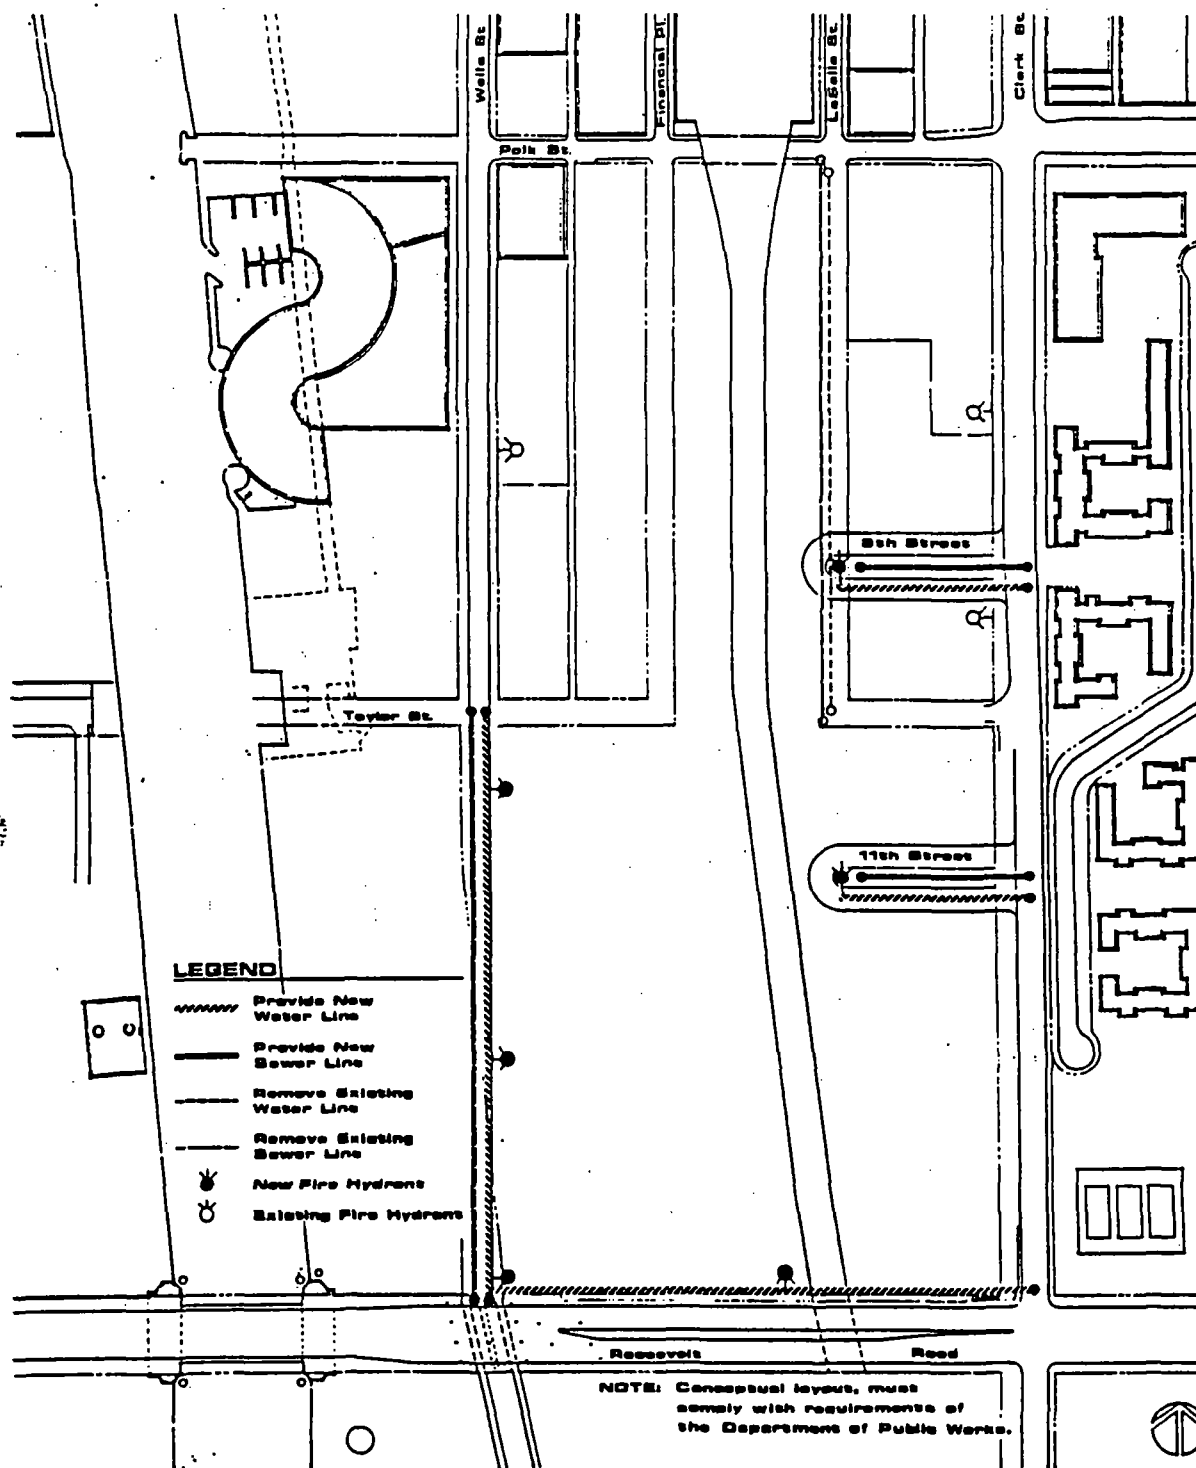 Wells St.
Financial Pl.
LaSalle St.
Clark St.
Polk St.
9th Street
Taylor St.
11th Street
LEGEND
Provide New
Water Line
Provide New
Sewer Line
Remove Existing
Water Line
Remove Existing
Sewer Line
New Fire Hydrant
Existing Fire Hydrant
Roosevelt Road
NOTE: Conceptual layout, must
comply with requirements of
the Department of Public Works.